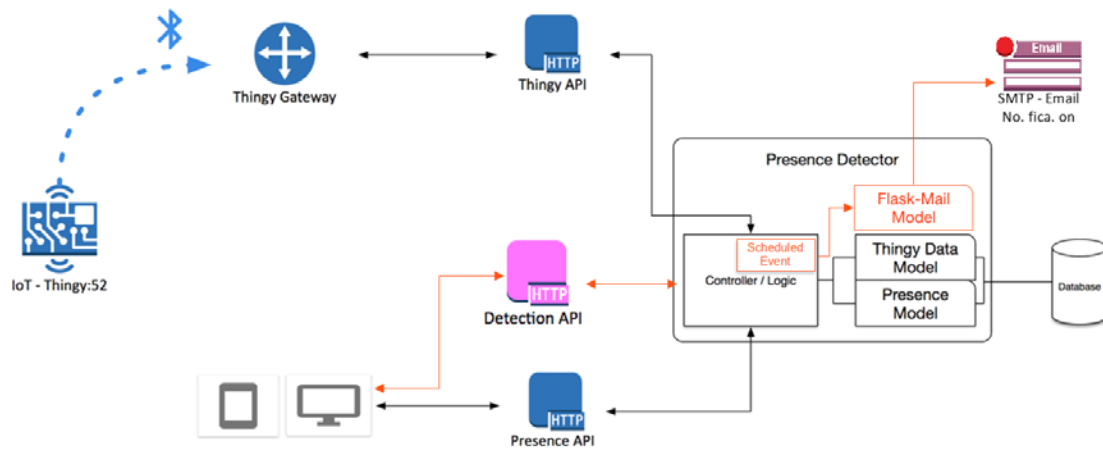 HTTP
Thingy Gateway
Thingy API
Email
SMTP - Email
No. fica. on
Presence Detector
Flask-Mail
Model
Scheduled
Event
Thingy Data
Model
Controller / Logic
Presence
Model
Database
IoT - Thingy:52
HTTP
Detection API
HTTP
Presence API